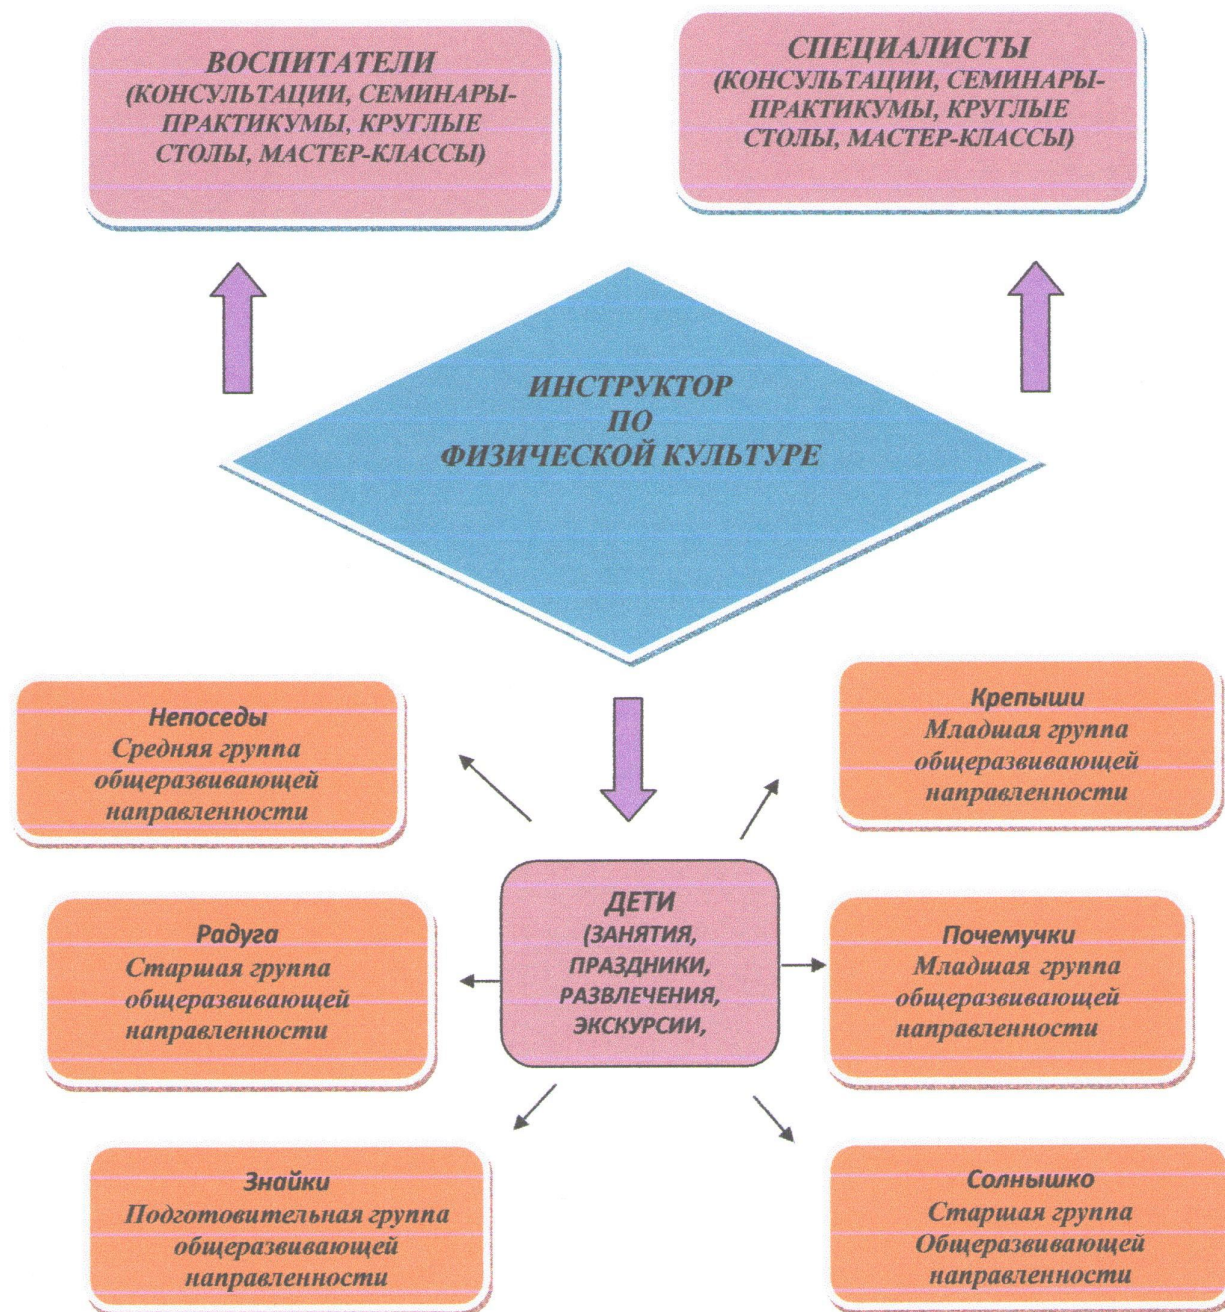 ВОСПИТАТЕЛИ
(КОНСУЛЬТАЦИИ, СЕМИНАРЫ-
ПРАКТИКУМЫ, КРУГЛЫЕ
СТОЛЫ, МАСТЕР-КЛАССЫ)
СПЕЦИАЛИСТЫ
(КОНСУЛЬТАЦИИ, СЕМИНАРЫ-
ПРАКТИКУМЫ, КРУГЛЫЕ
СТОЛЫ, МАСТЕР-КЛАССЫ)
ИНСТРУКТОР
ПО
ФИЗИЧЕСКОЙ КУЛЬТУРЕ
Непоседы
Средняя группа
общеразвивающей
направленности
Крепыши
Младшая группа
общеразвивающей
направленности
Радуга
Старшая группа
общеразвивающей
направленности
ДЕТИ
(ЗАНЯТИЯ,
ПРАЗДНИКИ,
РАЗВЛЕЧЕНИЯ,
ЭКСКУРСИИ,
Почемучки
Младшая группа
общеразвивающей
направленности
Знайки
Подготовительная группа
общеразвивающей
направленности
Солнышко
Старшая группа
Общеразвивающей
направленности